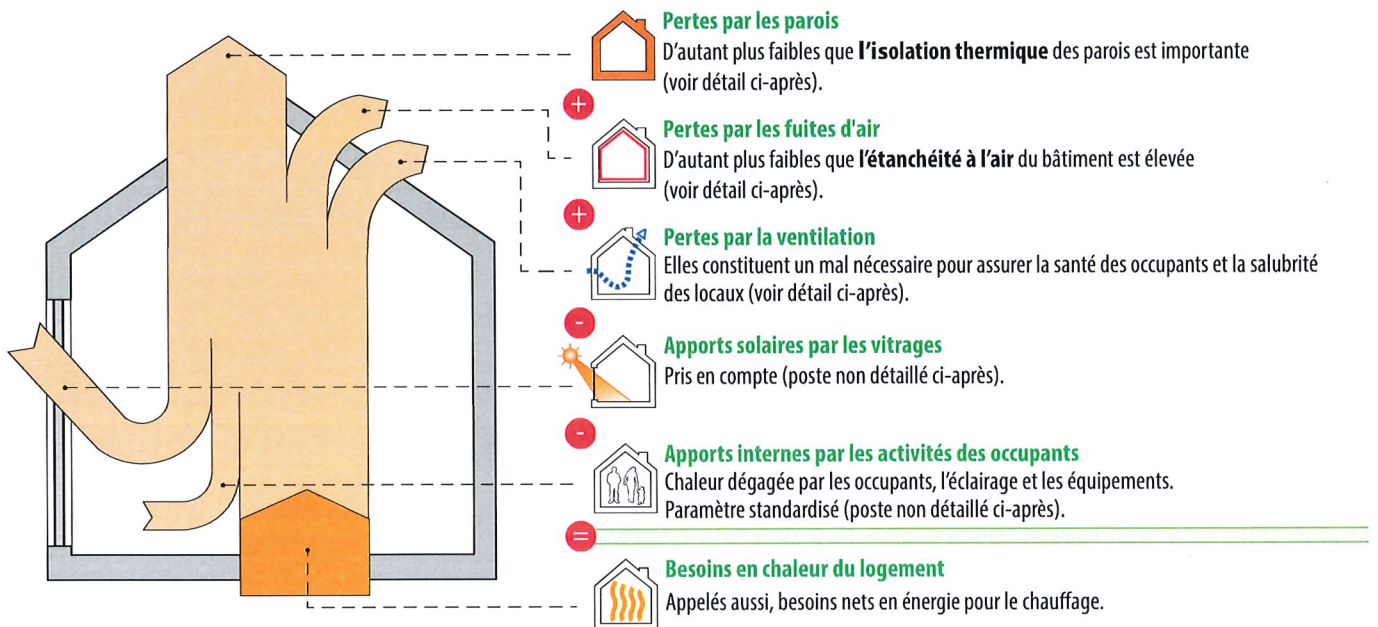 Pertes par les parois
D'autant plus faibles que l'isolation thermique des parois est importante
(voir détail ci-après).
+
Pertes par les fuites d'air
D'autant plus faibles que l'étanchéité à l'air du bâtiment est élevée
(voir détail ci-après).
+
Pertes par la ventilation
Elles constituent un mal nécessaire pour assurer la santé des occupants et la salubrité
des locaux (voir détail ci-après).
-
Apports solaires par les vitrages
Pris en compte (poste non détaillé ci-après).
-
Apports internes par les activités des occupants
Chaleur dégagée par les occupants, l'éclairage et les équipements.
Paramètre standardisé (poste non détaillé ci-après).
=
Besoins en chaleur du logement
Appelés aussi, besoins nets en énergie pour le chauffage.